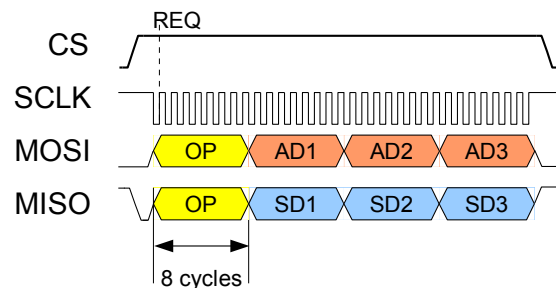 REQ
CS
SCLK
MOSI OP AD1 AD2 AD3
MISO OP SD1 SD2 SD3
8 cycles